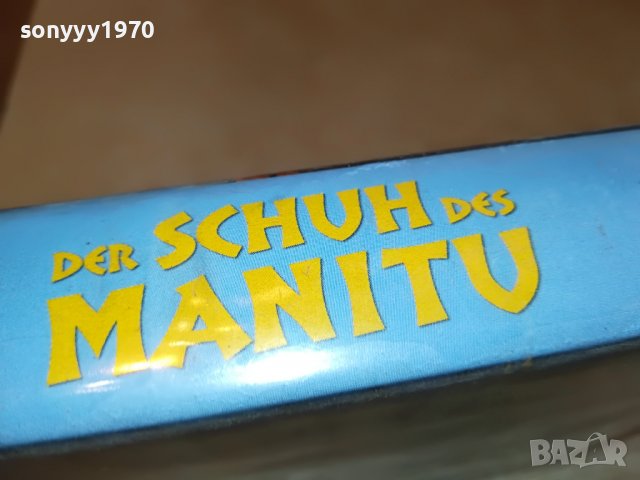 sonyyy1970
DER SCHUH DES
MANITU
BAZAR